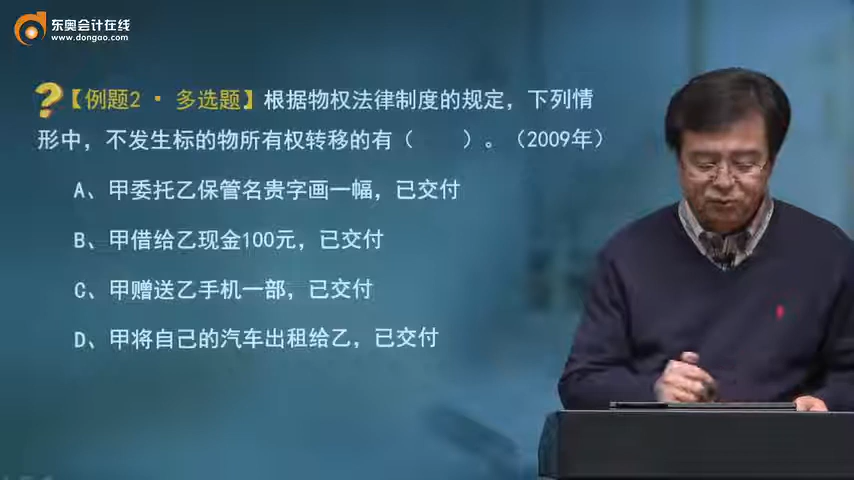 东奥会计在线
www.dongao.com
?【例题2 · 多选题】根据物权法律制度的规定，下列情
形中，不发生标的物所有权转移的有（　　）。（2009年）
A、甲委托乙保管名贵字画一幅，已交付
B、甲借给乙现金100元，已交付
C、甲赠送乙手机一部，已交付
D、甲将自己的汽车出租给乙，已交付